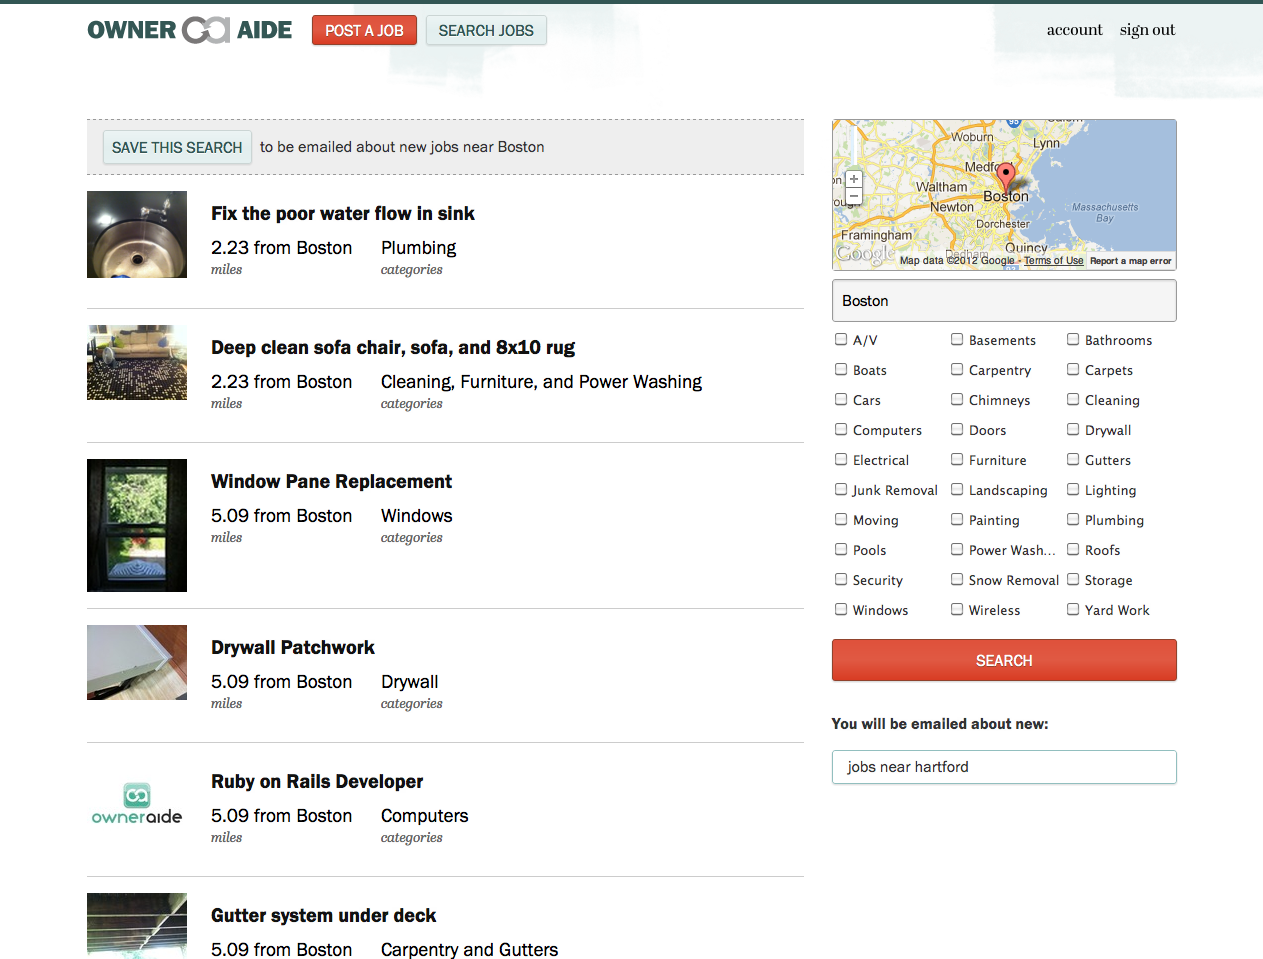 OWNER AIDE POST A JOB SEARCH JOBS account sign out
SAVE THIS SEARCH to be emailed about new jobs near Boston
Fix the poor water flow in sink
2.23 from Boston Plumbing
miles categories
Deep clean sofa chair, sofa, and 8x10 rug
2.23 from Boston Cleaning, Furniture, and Power Washing
miles categories
Window Pane Replacement
5.09 from Boston Windows
miles categories
Drywall Patchwork
5.09 from Boston Drywall
miles categories
owneraide
Ruby on Rails Developer
5.09 from Boston Computers
miles categories
Gutter system under deck
5.09 from Boston Carpentry and Gutters
95
Woburn
Lynn
Medford
Waltham
Boston
Newton
Massachusetts
Bay
Dorchester
Framingham
Quincy
Dedham
Google
Map data ©2012 Google - Terms of Use Report a map error
Boston
A/V Basements Bathrooms
Boats Carpentry Carpets
Cars Chimneys Cleaning
Computers Doors Drywall
Electrical Furniture Gutters
Junk Removal Landscaping Lighting
Moving Painting Plumbing
Pools Power Wash... Roofs
Security Snow Removal Storage
Windows Wireless Yard Work
SEARCH
You will be emailed about new:
jobs near hartford